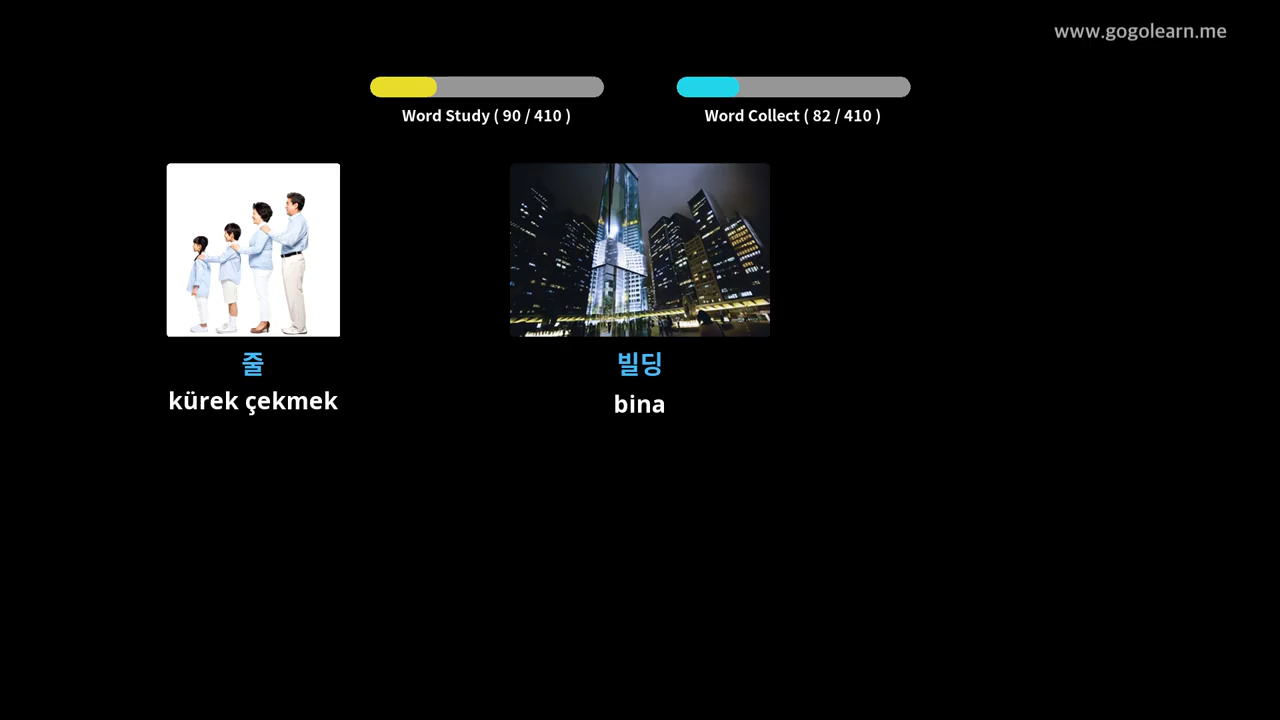 www.gogolearn.me
Word Study ( 90 / 410 )
Word Collect ( 82 / 410 )
줄
kürek çekmek
빌딩
bina